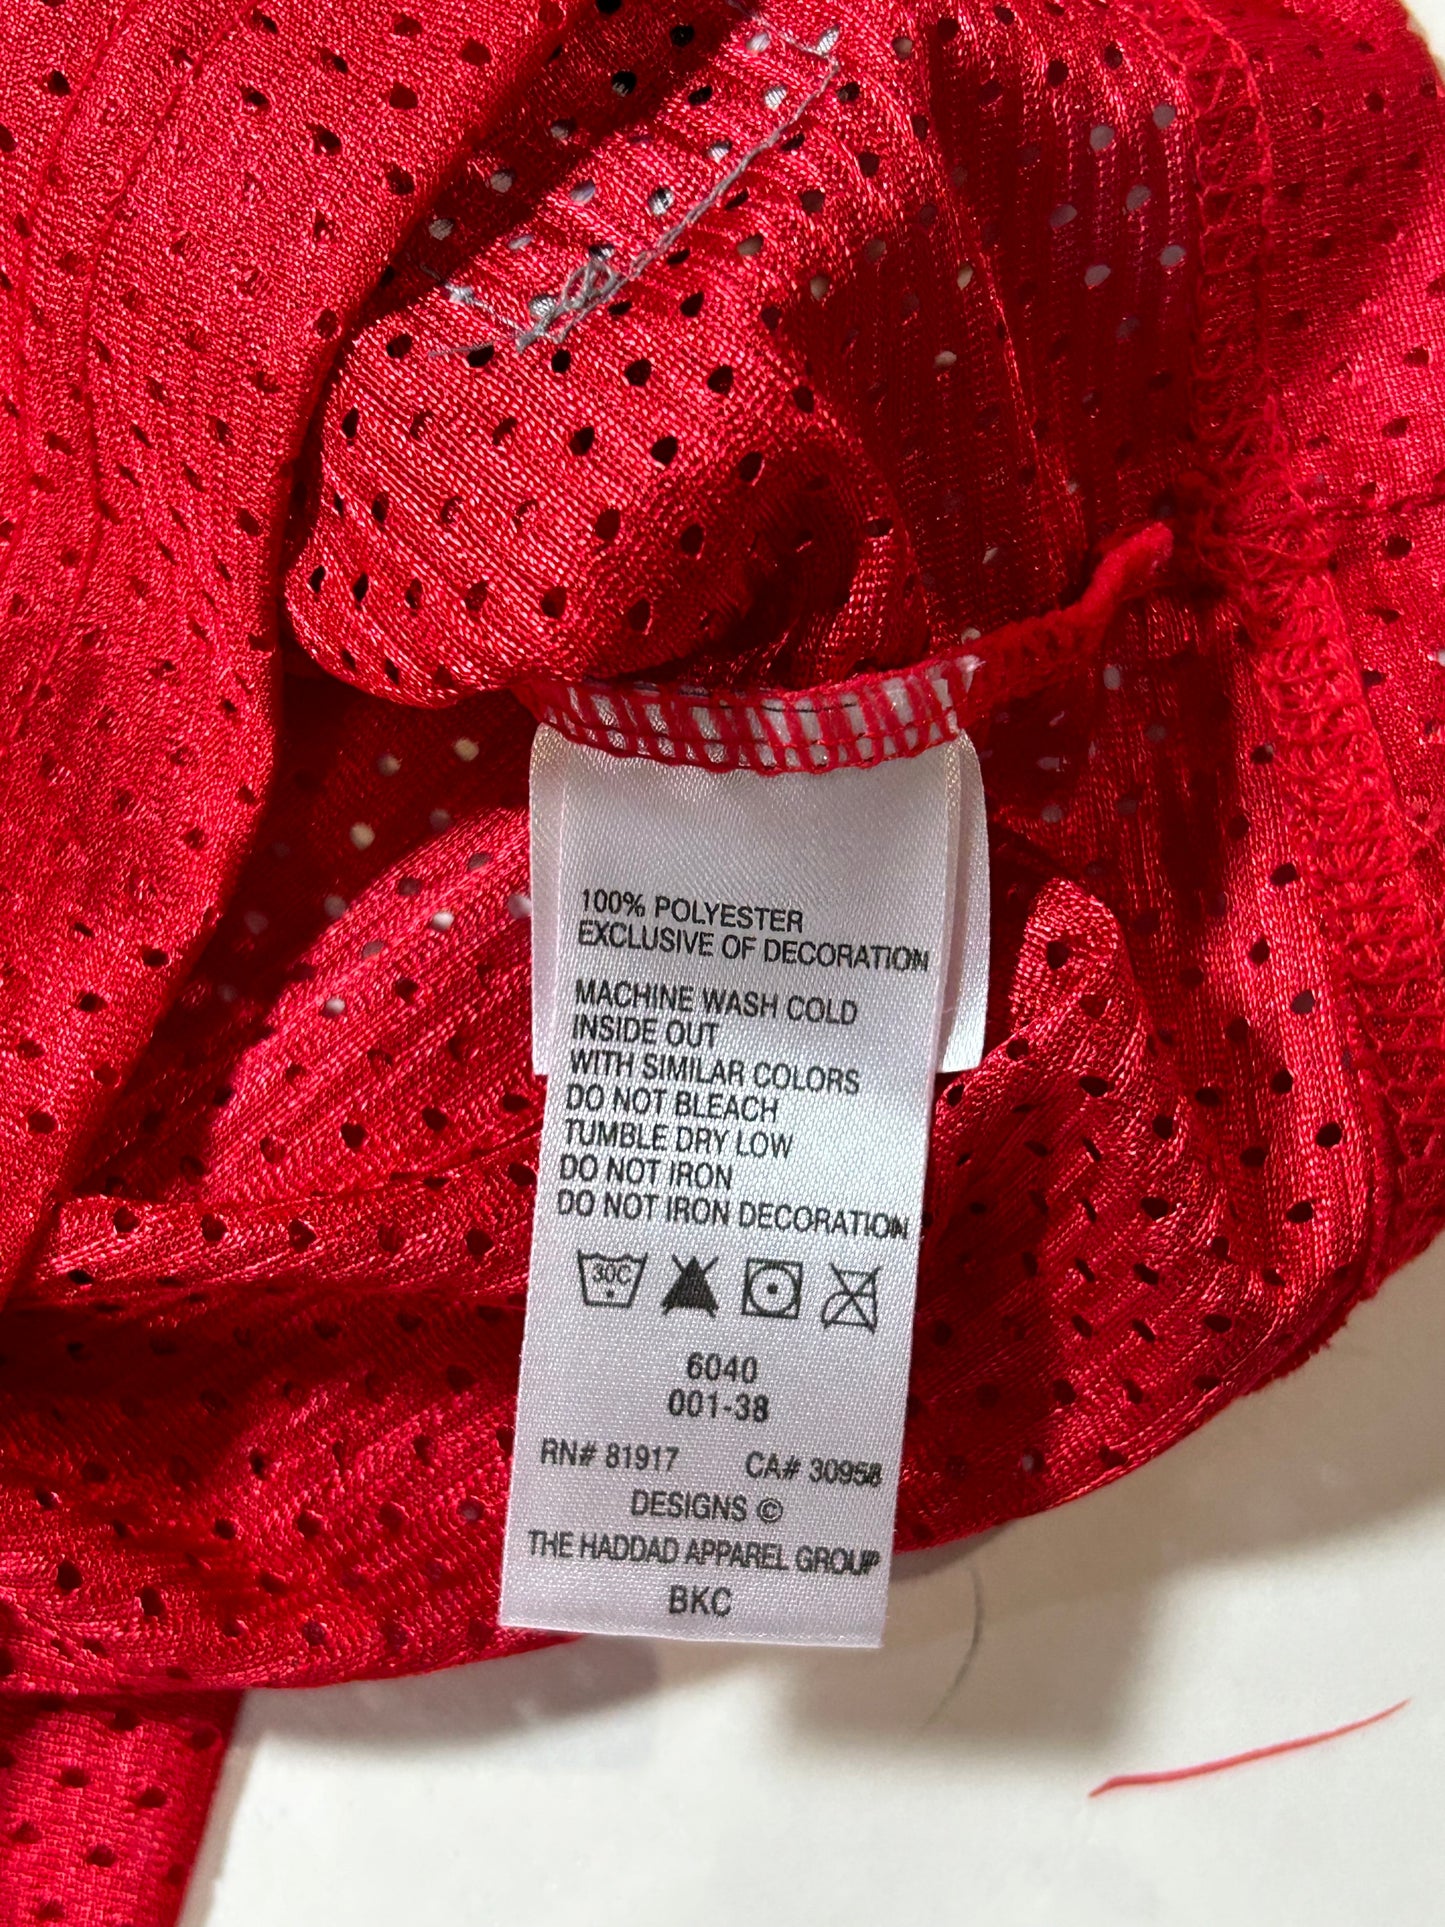 100% POLYESTER
EXCLUSIVE OF DECORATION
MACHINE WASH COLD
INSIDE OUT
WITH SIMILAR COLORS
DO NOT BLEACH
TUMBLE DRY LOW
DO NOT IRON
DO NOT IRON DECORATION
30C
6040
001-38
RN# 81917 CA# 30958
DESIGNS ©
THE HADDAD APPAREL GROUP
BKC